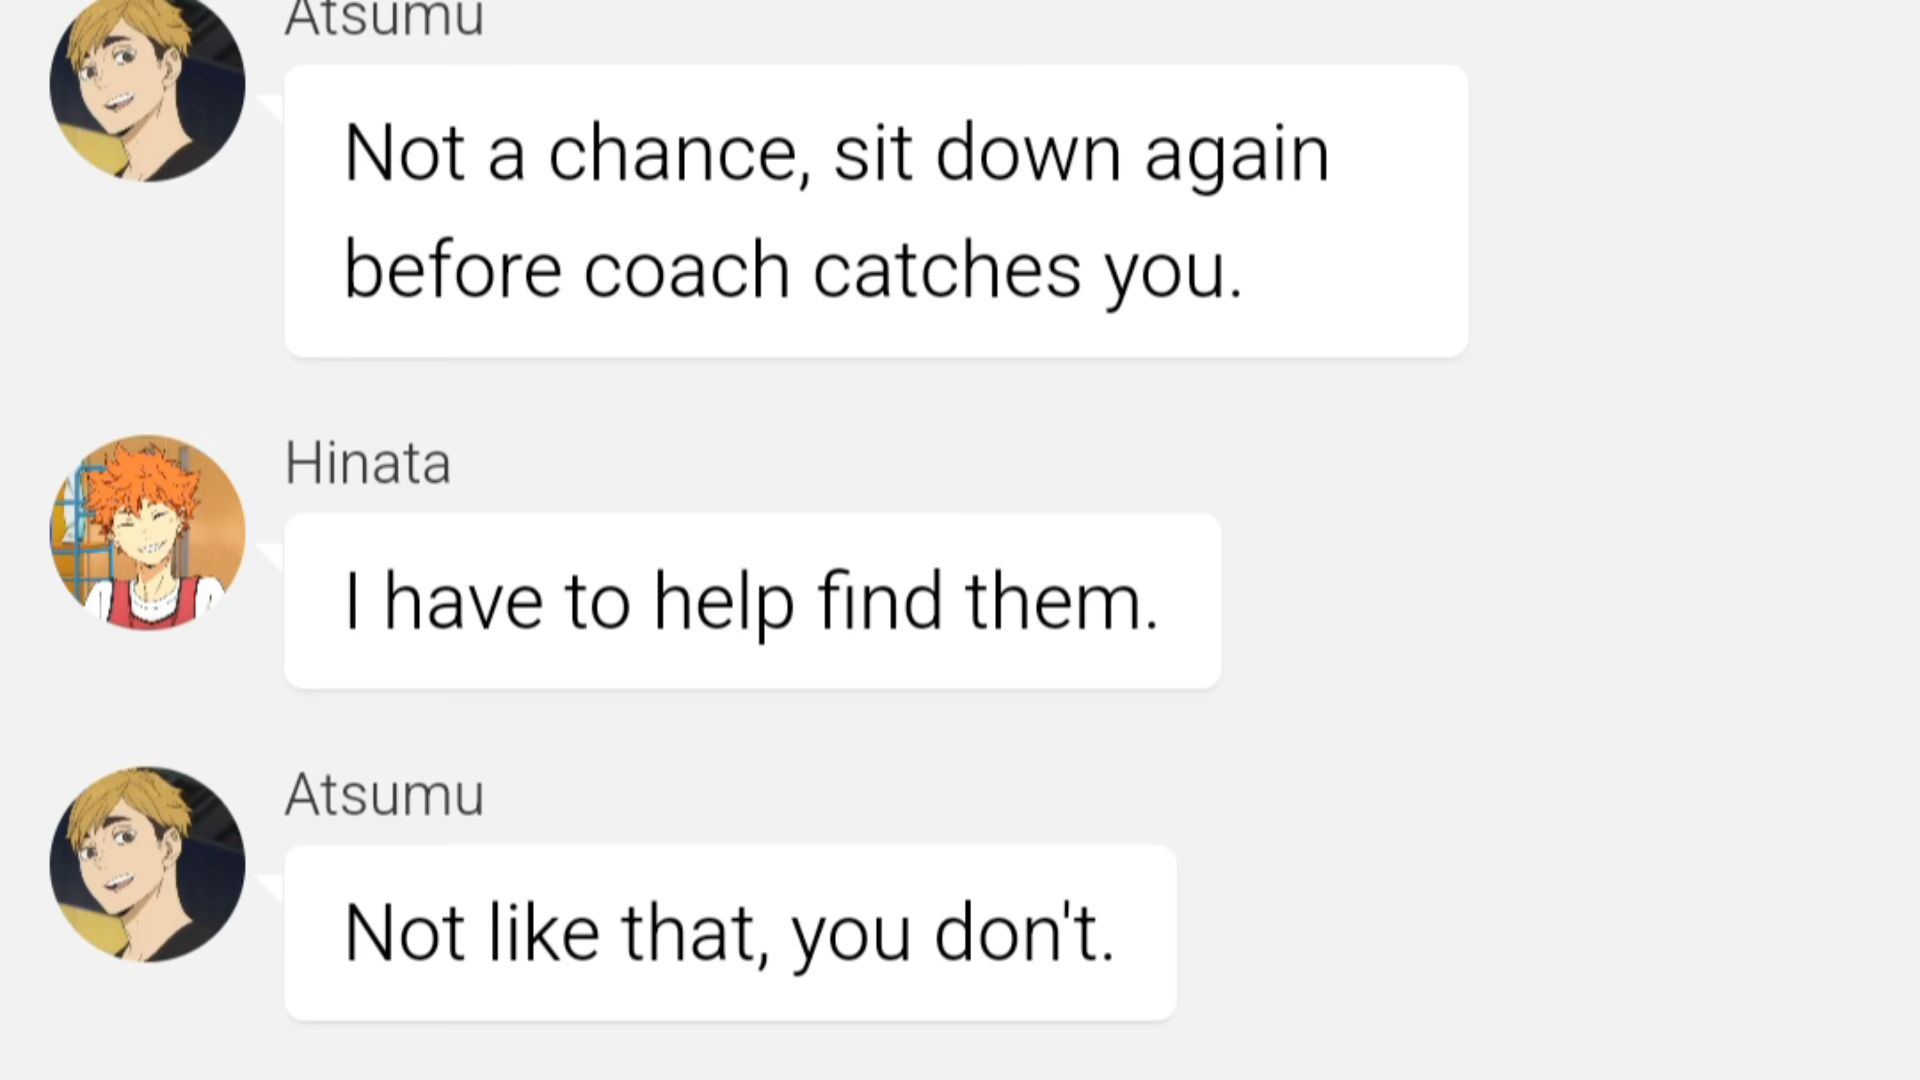 Atsumu
Not a chance, sit down again
before coach catches you.
Hinata
I have to help find them.
Atsumu
Not like that, you don't.